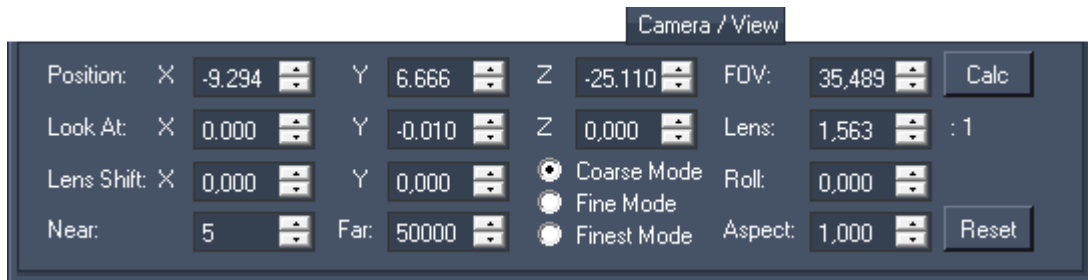 Camera / View
Position: X -9.294 Y 6.666 Z -25.110 FOV: 35,489 Calc
Look At: X 0.000 Y -0.010 Z 0,000 Lens: 1,563 : 1
Lens Shift: X 0,000 Y 0,000 Coarse Mode Roll: 0,000
Fine Mode
Near: 5 Far: 50000 Finest Mode Aspect: 1,000 Reset